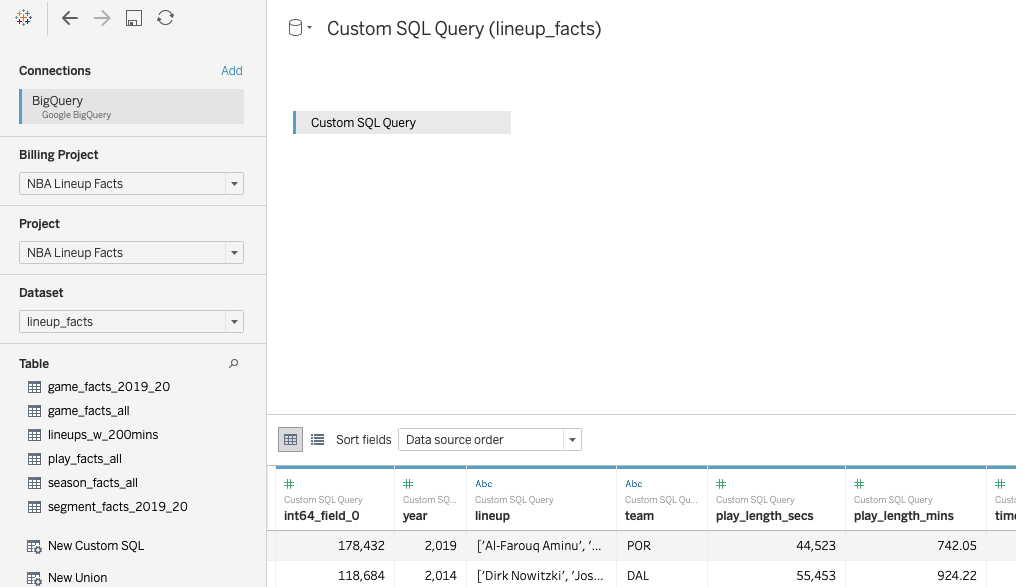 Custom SQL Query (lineup_facts)
Connections
Add
BigQuery
Google BigQuery
Custom SQL Query
Billing Project
NBA Lineup Facts
Project
NBA Lineup Facts
Dataset
lineup_facts
Table
game_facts_2019_20
game_facts_all
lineups_w_200mins
play_facts_all
season_facts_all
segment_facts_2019_20
New Custom SQL
New Union
Sort fields
Data source order
# # Abc Abc # # #
Custom SQL Query Custom SQ... Custom SQL Query Custom SQL Qu... Custom SQL Query Custom SQL Query Custo
int64_field_0 year lineup team play_length_secs play_length_mins time
178,432 2,019 ['Al-Farouq Aminu', '... POR 44,523 742.05
118,684 2,014 ['Dirk Nowitzki', 'Jos... DAL 55,453 924.22